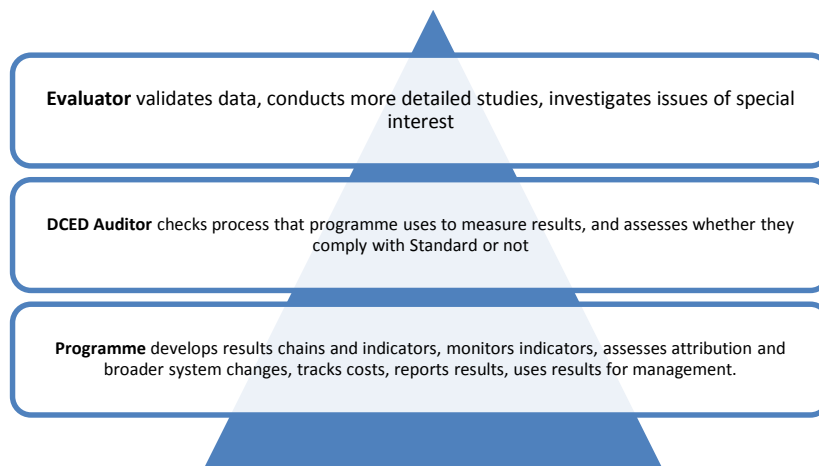 Evaluator validates data, conducts more detailed studies, investigates issues of special
interest
DCED Auditor checks process that programme uses to measure results, and assesses whether they
comply with Standard or not
Programme develops results chains and indicators, monitors indicators, assesses attribution and
broader system changes, tracks costs, reports results, uses results for management.